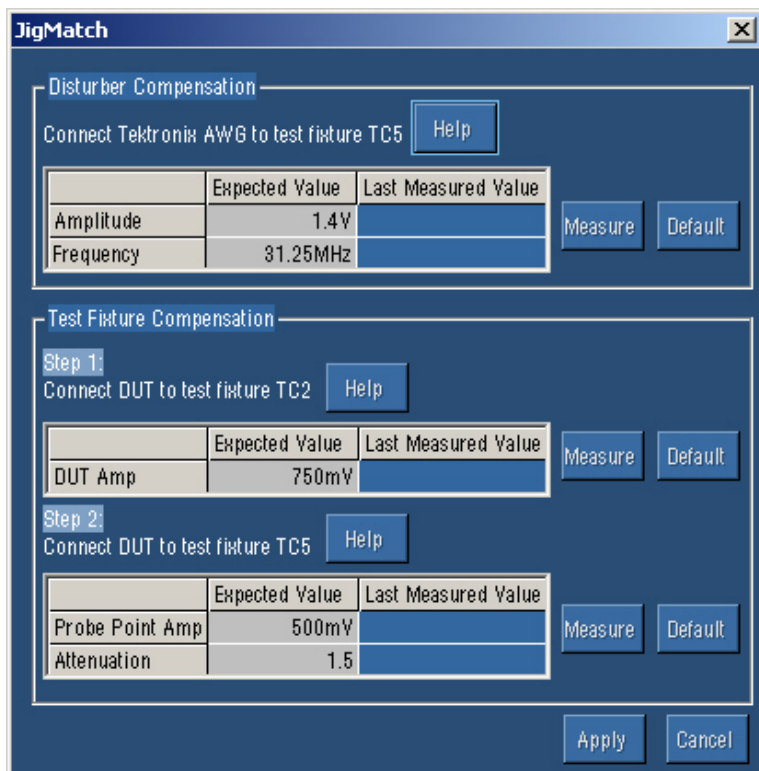 JigMatch
Disturber Compensation
Connect Tektronix AWG to test fixture TC5 Help
Expected Value Last Measured Value
Amplitude 1.4V
Frequency 31.25MHz
Measure Default
Test Fixture Compensation
Step 1:
Connect DUT to test fixture TC2 Help
Expected Value Last Measured Value
DUT Amp 750mV
Measure Default
Step 2:
Connect DUT to test fixture TC5 Help
Expected Value Last Measured Value
Probe Point Amp 500mV
Attenuation 1.5
Measure Default
Apply Cancel